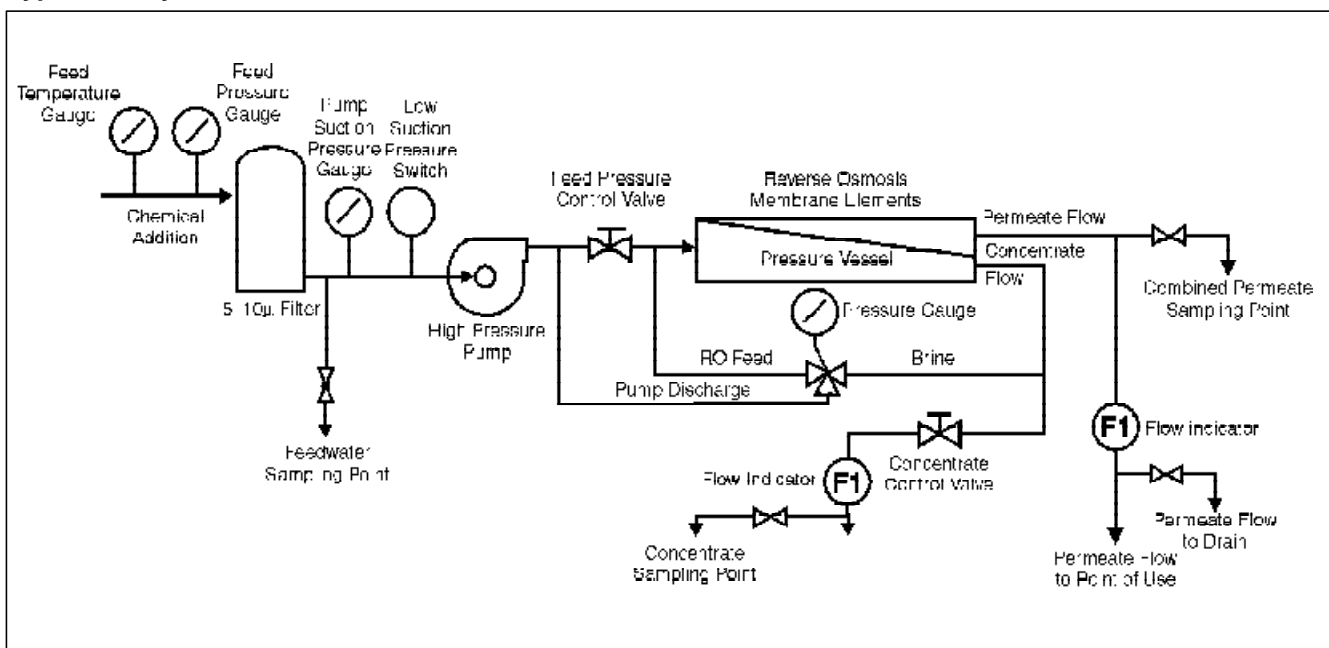 Feed
Temperature
Gauge
Feed
Pressure
Gauge
Pump
Suction
Pressure
Gauge
Low
Suction
Pressure
Switch
Chemical
Addition
5 10µ Filter
Feedwater
Sampling Point
High Pressure
Pump
Feed Pressure
Control Valve
Reverse Osmosis
Membrane Elements
Pressure Vessel
Permeate Flow
Concentrate
Flow
Combined Permeate
Sampling Point
Pressure Gauge
RO Feed
Brine
Pump Discharge
Flow Indicator
F1
Concentrate
Control Valve
Concentrate
Sampling Point
F1
Flow indicator
Permeate Flow
to Drain
Permeate Flow
to Point of Use